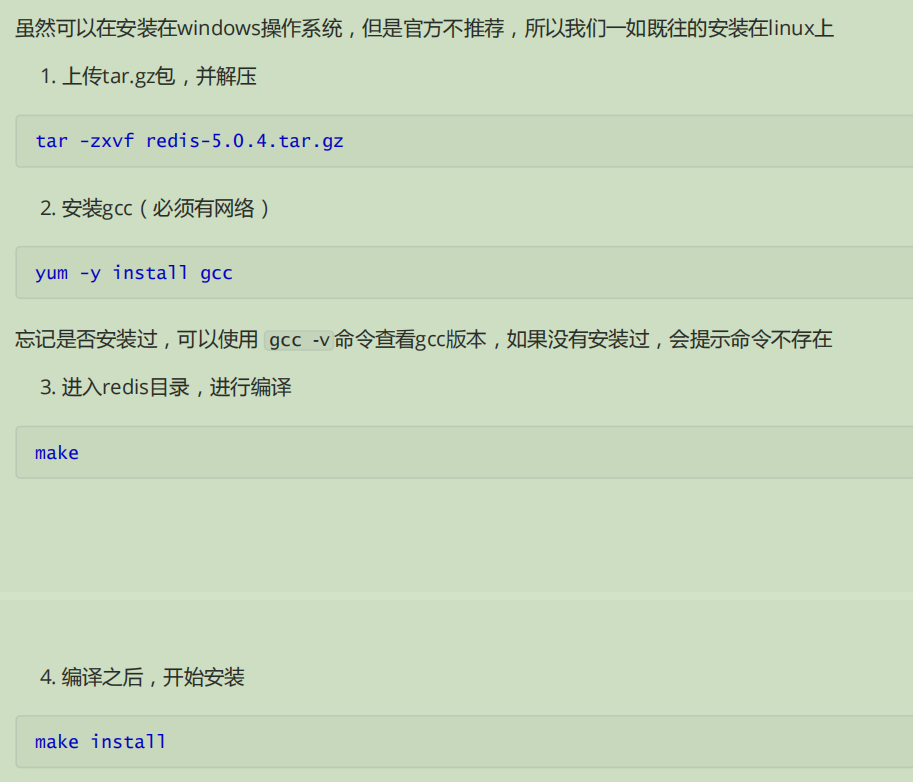 虽然可以在安装在windows操作系统，但是官方不推荐，所以我们一如既往的安装在linux上
1. 上传tar.gz包，并解压
tar -zxvf redis-5.0.4.tar.gz
2. 安装gcc（必须有网络）
yum -y install gcc
忘记是否安装过，可以使用 gcc -v命令查看gcc版本，如果没有安装过，会提示命令不存在
3. 进入redis目录，进行编译
make
4. 编译之后，开始安装
make install